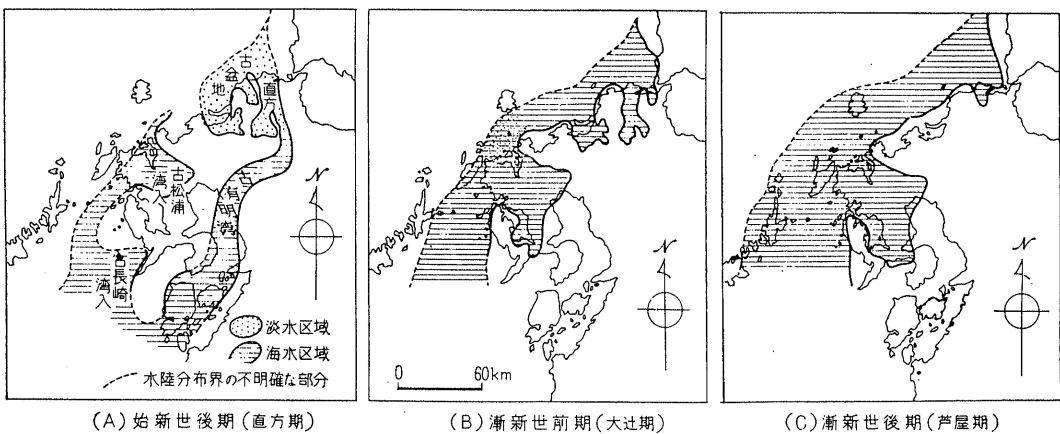 古直方
盆地
古松浦
湾入
古有明湾
古長崎
湾入
N
淡水区域
海水区域
水陸分布界の不明確な部分
(A) 始新世後期(直方期)
N
0 60km
(B) 漸新世前期(大辻期)
N
(C) 漸新世後期(芦屋期)